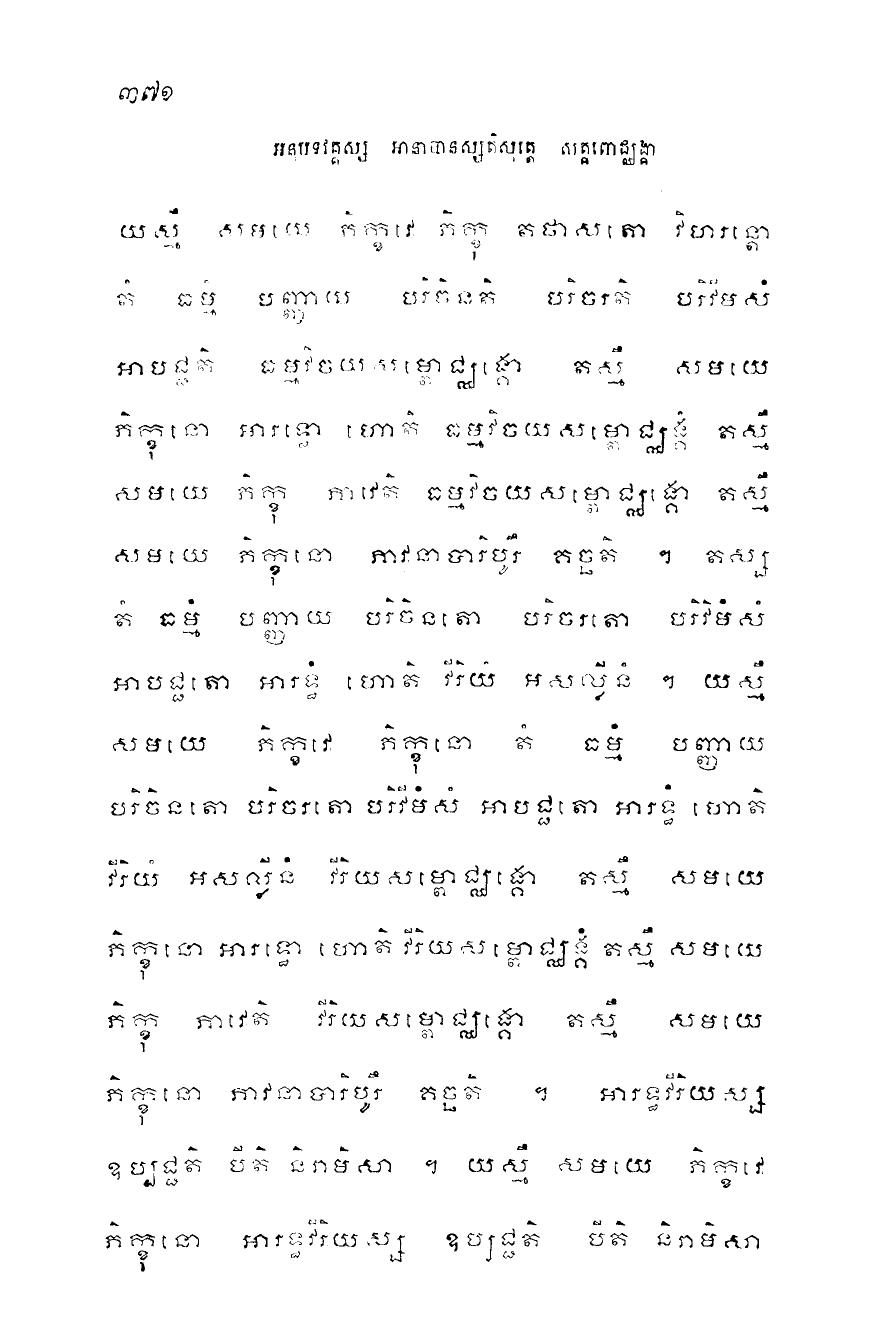 ៣៧១
អនុបទវគ្គស្ស អានាបានស្សតិសុត្តេ សត្តពោជ្ឈង្គា
យស្មឹ សមយេ ភិក្ខវេ ភិក្ខុ តថាសតោ វិហរន្តោ
តំ ធម្មំ បញ្ញាយ បរិចិនតិ បរិចរតិ បរិវីមសំ
អាបជ្ជតិ ធម្មវិចយសម្ពោជ្ឈង្គោ តស្មឹ សមយេ
ភិក្ខុនោ អារទ្ធោ ហោតិ ធម្មវិចយសម្ពោជ្ឈង្គំ តស្មឹ
សមយេ ភិក្ខុ ភាវេតិ ធម្មវិចយសម្ពោជ្ឈង្គោ តស្មឹ
សមយេ ភិក្ខុនោ ភាវនាបារិបូរឹ គច្ឆតិ ។ តស្ស
តំ ធម្មំ បញ្ញាយ បរិចិនតោ បរិចរតោ បរិវិមំសំ
អាបជ្ជតោ អារទ្ធំ ហោតិ វីរិយំ អសល្លីនំ ។ យស្មឹ
សមយេ ភិក្ខវេ ភិក្ខុនោ តំ ធម្មំ បញ្ញាយ
បរិចិនតោ បរិចរតោ បរិវីមំសំ អាបជ្ជតោ អារទ្ធំ ហោតិ
វីរិយំ អសល្លីនំ វីរិយសម្ពោជ្ឈង្គោ តស្មឹ សមយេ
ភិក្ខុនោ អារទ្ធោ ហោតិ វីរិយសម្ពោជ្ឈង្គំ តស្មឹ សមយេ
ភិក្ខុ ភាវេតិ វីរិយសម្ពោជ្ឈង្គោ តស្មឹ សមយេ
ភិក្ខុនោ ភាវនាបារិបូរឹ គច្ឆតិ ។ អារទ្ធវីរិយស្ស
ឧប្បជ្ជតិ បីតិ និរាមិសា ។ យស្មឹ សមយេ ភិក្ខវេ
ភិក្ខុនោ អារទ្ធវីរិយស្ស ឧប្បជ្ជតិ បីតិ និរាមិសា